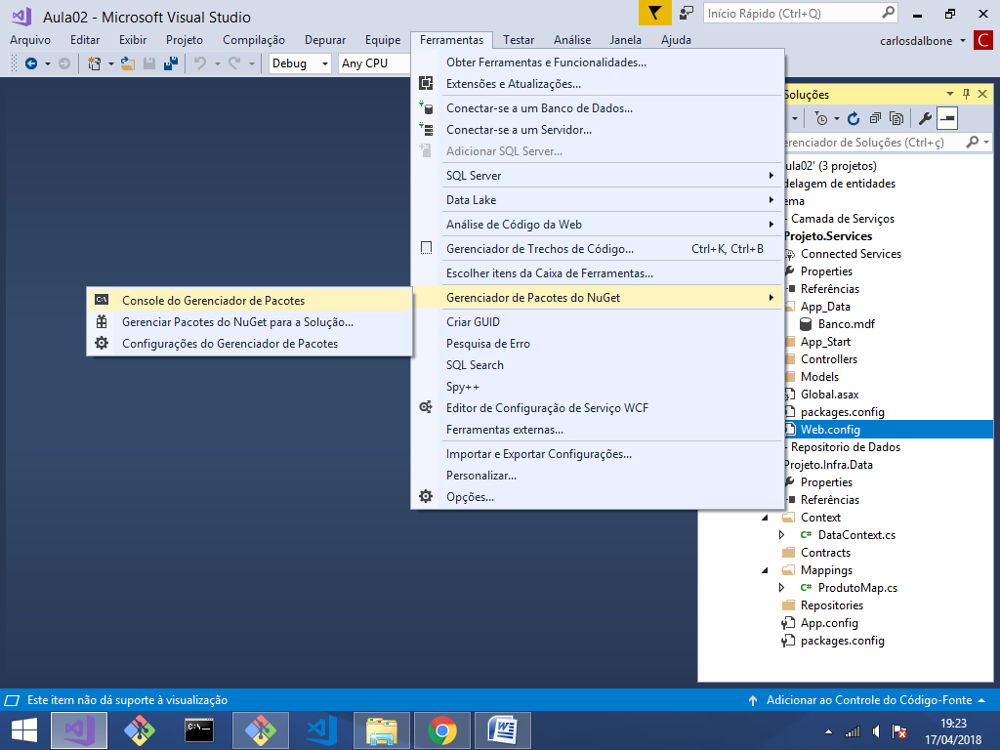 Aula02 - Microsoft Visual Studio
Início Rápido (Ctrl+Q)
Arquivo Editar Exibir Projeto Compilação Depurar Equipe Ferramentas Testar Análise Janela Ajuda
carlosdalbone
C
Debug
Any CPU
Obter Ferramentas e Funcionalidades...
Extensões e Atualizações...
Conectar-se a um Banco de Dados...
Conectar-se a um Servidor...
Adicionar SQL Server...
SQL Server
Data Lake
Análise de Código da Web
Gerenciador de Trechos de Código... Ctrl+K, Ctrl+B
Escolher itens da Caixa de Ferramentas...
Gerenciador de Pacotes do NuGet
Criar GUID
Pesquisa de Erro
SQL Search
Spy++
Editor de Configuração de Serviço WCF
Ferramentas externas...
Importar e Exportar Configurações...
Personalizar...
Opções...
Console do Gerenciador de Pacotes
Gerenciar Pacotes do NuGet para a Solução...
Configurações do Gerenciador de Pacotes
Soluções
erenciador de Soluções (Ctrl+ç)
ula02' (3 projetos)
delagem de entidades
ema
- Camada de Serviços
Projeto.Services
Connected Services
Properties
Referências
App_Data
Banco.mdf
App_Start
Controllers
Models
Global.asax
packages.config
Web.config
- Repositorio de Dados
Projeto.Infra.Data
Properties
Referências
Context
C# DataContext.cs
Contracts
Mappings
C# ProdutoMap.cs
Repositories
App.config
packages.config
Este item não dá suporte à visualização
Adicionar ao Controle do Código-Fonte
19:23
17/04/2018